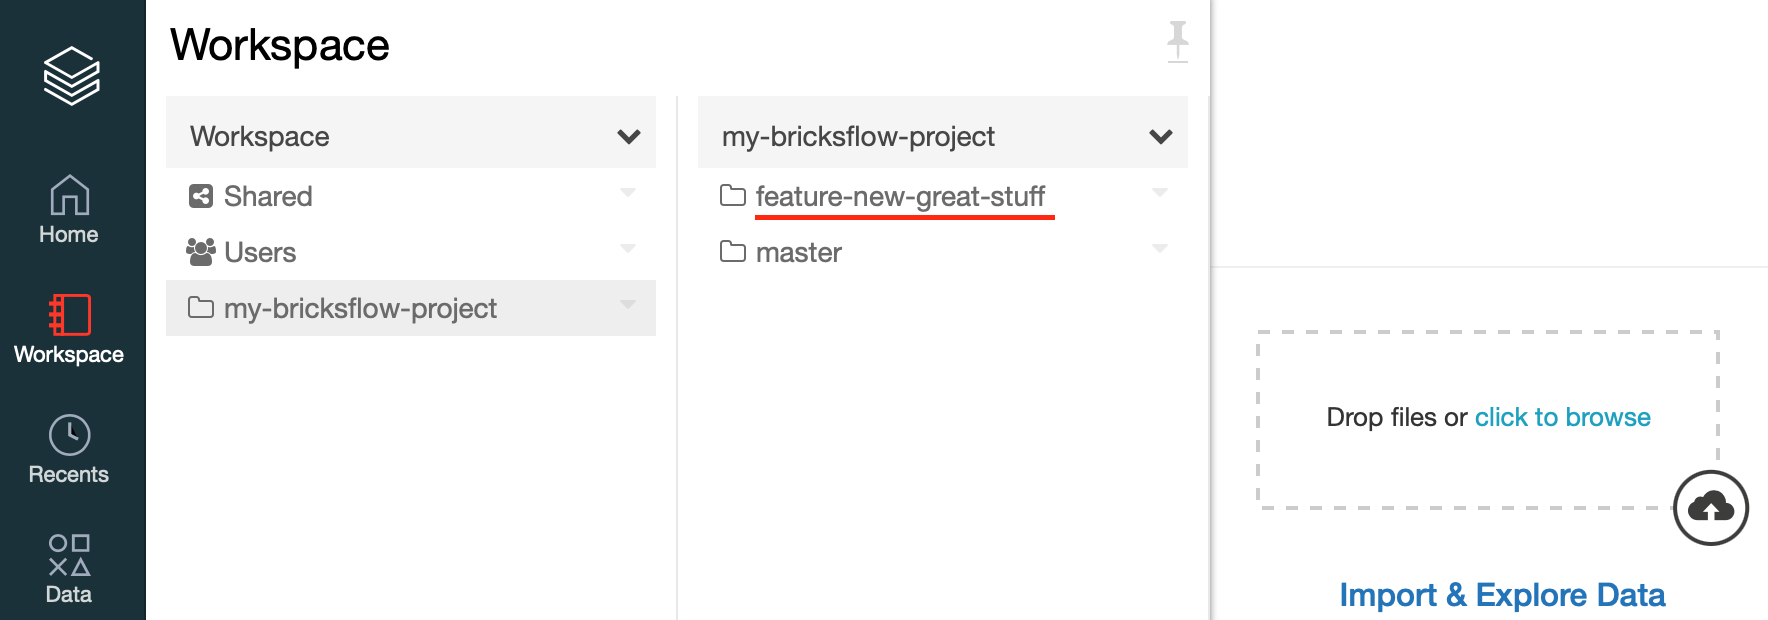 Workspace
Home
Workspace
Recents
Data
Workspace
Shared
Users
my-bricksflow-project
my-bricksflow-project
feature-new-great-stuff
master
Drop files or click to browse
Import & Explore Data